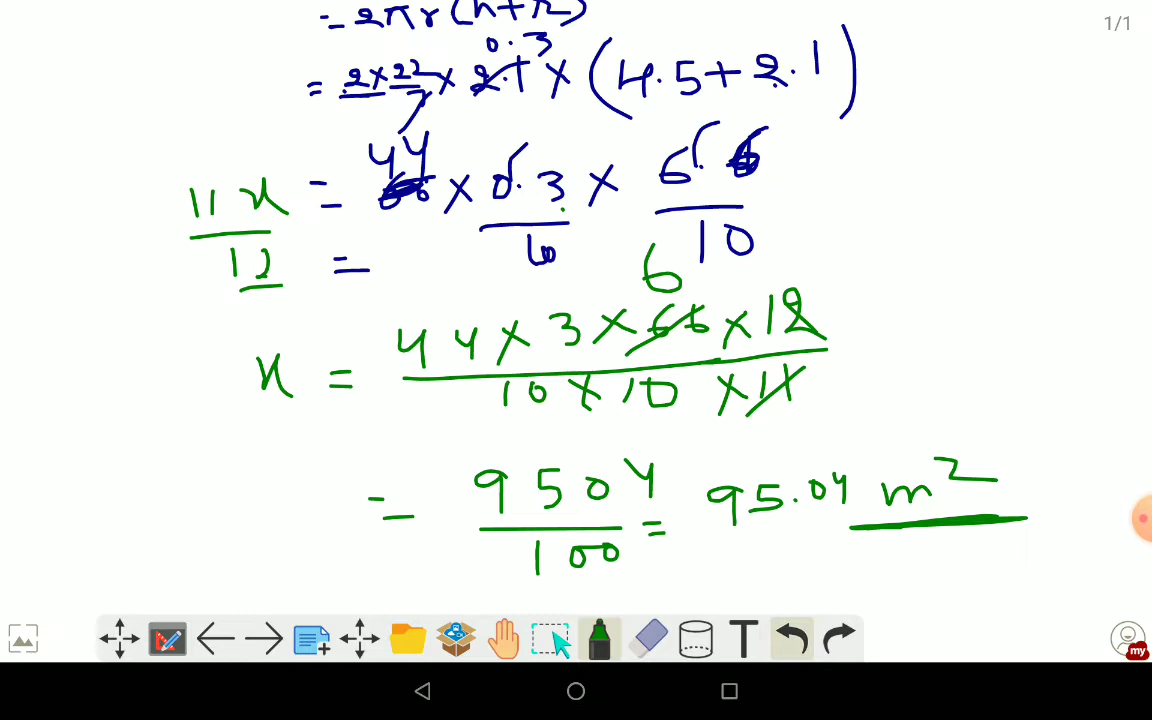 1/1
= 2πr (h+r)
0.3
= 2 × 22/7 × 2.1 × (4.5 + 2.1)
11x/12 = 44 × 0.3/10 × 6.6/10
=
6
x = 44 × 3 × 66 × 12 / 10 × 10 × 11
= 9504/100 = 95.04 m²
T
my